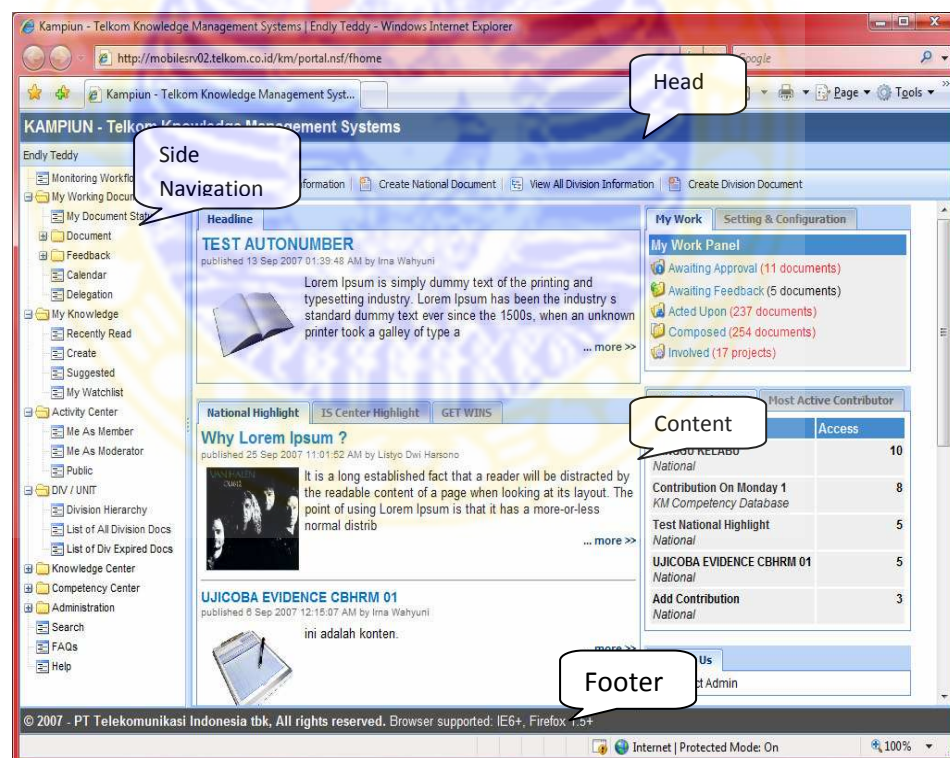 Kampiun - Telkom Knowledge Management Systems | Endly Teddy - Windows Internet Explorer
http://mobilesrv02.telkom.co.id/km/portal.nsf/fhome
Google
Kampiun - Telkom Knowledge Management Syst...
Page
Tools
Head
KAMPIUN - Telkom Knowledge Management Systems
Endly Teddy
Side
Navigation
Create National Document
View All Division Information
Create Division Document
Monitoring Workflow
My Working Document
My Document Status
Document
Feedback
Calendar
Delegation
My Knowledge
Recently Read
Create
Suggested
My Watchlist
Activity Center
Me As Member
Me As Moderator
Public
DIV / UNIT
Division Hierarchy
List of All Division Docs
List of Div Expired Docs
Knowledge Center
Competency Center
Administration
Search
FAQs
Help
Headline
TEST AUTONUMBER
published 13 Sep 2007 01:39:48 AM by Irna Wahyuni
Lorem Ipsum is simply dummy text of the printing and
typesetting industry. Lorem Ipsum has been the industry s
standard dummy text ever since the 1500s, when an unknown
printer took a galley of type a
... more >>
National Highlight
IS Center Highlight
GET WINS
Why Lorem Ipsum ?
published 25 Sep 2007 11:01:52 AM by Listyo Dwi Harsono
VAN HALEN
It is a long established fact that a reader will be distracted by
the readable content of a page when looking at its layout. The
point of using Lorem Ipsum is that it has a more-or-less
normal distrib
... more >>
UJICOBA EVIDENCE CBHRM 01
published 6 Sep 2007 12:15:07 AM by Irna Wahyuni
ini adalah konten.
more >>
My Work
Setting & Configuration
My Work Panel
Awaiting Approval (11 documents)
Awaiting Feedback (5 documents)
Acted Upon (237 documents)
Composed (254 documents)
Involved (17 projects)
Content
Most Active Contributor
Access
KELABU 10
National
Contribution On Monday 1 8
KM Competency Database
Test National Highlight 5
National
UJICOBA EVIDENCE CBHRM 01 5
National
Add Contribution 3
National
Us
Admin
Footer
© 2007 - PT Telekomunikasi Indonesia tbk, All rights reserved. Browser supported: IE6+, Firefox 1.5+
Internet | Protected Mode: On
100%